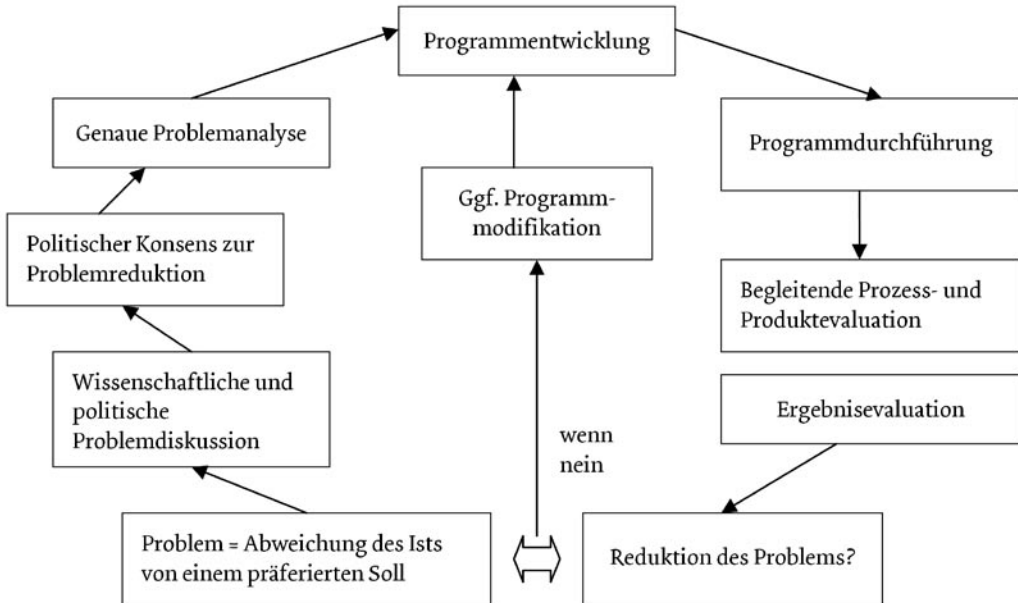 Programmentwicklung
Genaue Problemanalyse
Programmdurchführung
Ggf. Programm-
modifikation
Politischer Konsens zur
Problemreduktion
Begleitende Prozess- und
Produktevaluation
Wissenschaftliche und
politische
Problemdiskussion
Ergebnisevaluation
wenn
nein
Problem = Abweichung des Ists
von einem präferierten Soll
Reduktion des Problems?